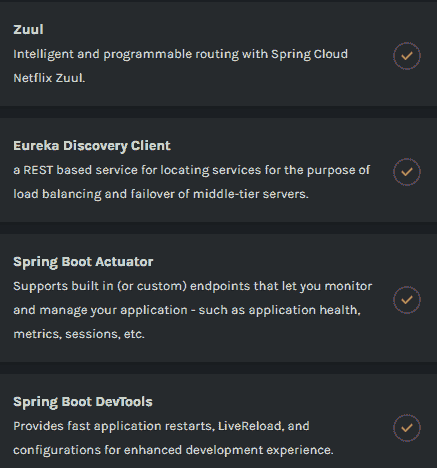 Zuul
Intelligent and programmable routing with Spring Cloud
Netflix Zuul.
Eureka Discovery Client
a REST based service for locating services for the purpose of
load balancing and failover of middle-tier servers.
Spring Boot Actuator
Supports built in (or custom) endpoints that let you monitor
and manage your application - such as application health,
metrics, sessions, etc.
Spring Boot DevTools
Provides fast application restarts, LiveReload, and
configurations for enhanced development experience.